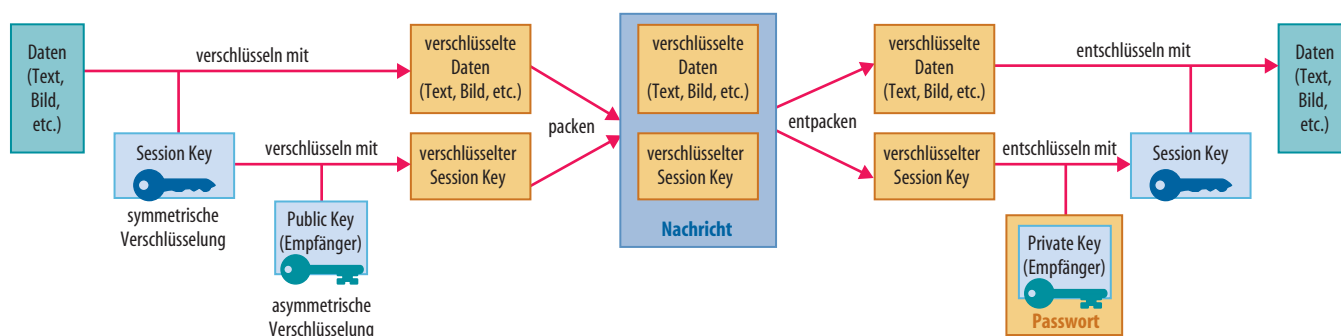 Daten
(Text,
Bild,
etc.)
verschlüsseln mit
Session Key
symmetrische
Verschlüsselung
verschlüsseln mit
Public Key
(Empfänger)
asymmetrische
Verschlüsselung
verschlüsselte
Daten
(Text, Bild, etc.)
verschlüsselter
Session Key
packen
verschlüsselte
Daten
(Text, Bild, etc.)
verschlüsselter
Session Key
Nachricht
entpacken
verschlüsselte
Daten
(Text, Bild, etc.)
verschlüsselter
Session Key
entschlüseln mit
entschlüseln mit
Session Key
Private Key
(Empfänger)
Passwort
Daten
(Text,
Bild,
etc.)